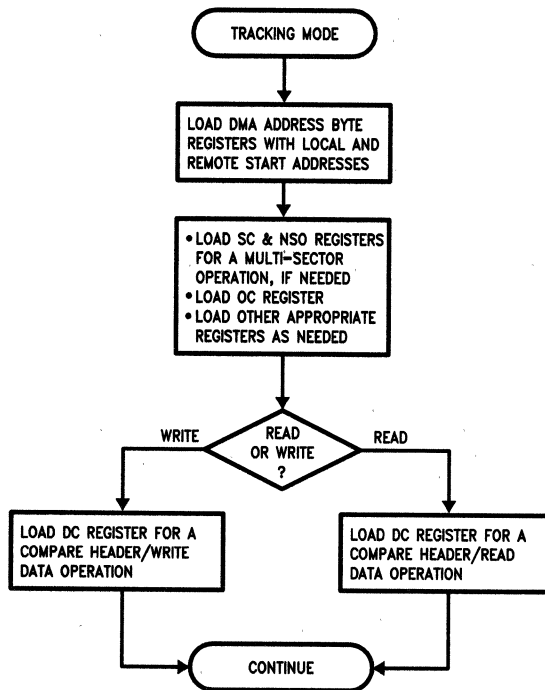 TRACKING MODE
LOAD DMA ADDRESS BYTE
REGISTERS WITH LOCAL AND
REMOTE START ADDRESSES
•LOAD SC & NSO REGISTERS
FOR A MULTI-SECTOR
OPERATION, IF NEEDED
•LOAD OC REGISTER
•LOAD OTHER APPROPRIATE
REGISTERS AS NEEDED
WRITE
READ
OR WRITE
?
READ
LOAD DC REGISTER FOR A
COMPARE HEADER/WRITE
DATA OPERATION
LOAD DC REGISTER FOR A
COMPARE HEADER/READ
DATA OPERATION
CONTINUE